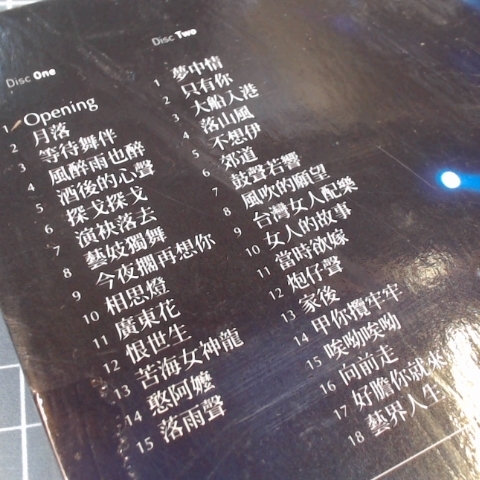 Disc One
1 Opening
2 月落
3 等待舞伴
4 風醉雨也醉
5 酒後的心聲
6 探戈探戈
7 演袂落去
8 藝妓獨舞
9 今夜擱再想你
10 相思燈
11 廣東花
12 恨世生
13 苦海女神龍
14 憨阿嬤
15 落雨聲
Disc Two
1 夢中情
2 只有你
3 大船入港
4 落山風
5 不想伊
6 郊道
7 鼓聲若響
8 風吹的願望
9 台灣女人配樂
10 女人的故事
11 當時欲嫁
12 炮仔聲
13 家後
14 甲你攬牢牢
15 唉呦唉呦
16 向前走
17 好膽你就來
18 藝界人生